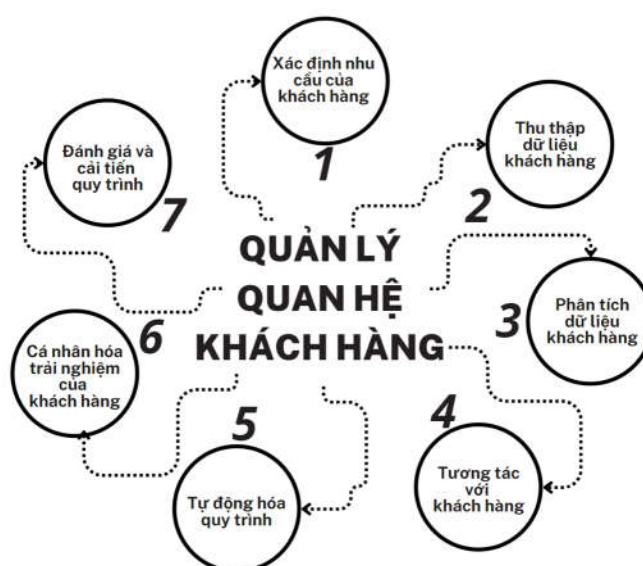 Xác định nhu
cầu của
khách hàng
1
Thu thập
dữ liệu
khách hàng
2
Phân tích
dữ liệu
khách hàng
3
Tương tác
với
khách hàng
4
Tự động hóa
quy trình
5
Cá nhân hóa
trải nghiệm
của
khách hàng
6
Đánh giá và
cải tiến
quy trình
7
QUẢN LÝ
QUAN HỆ
KHÁCH HÀNG